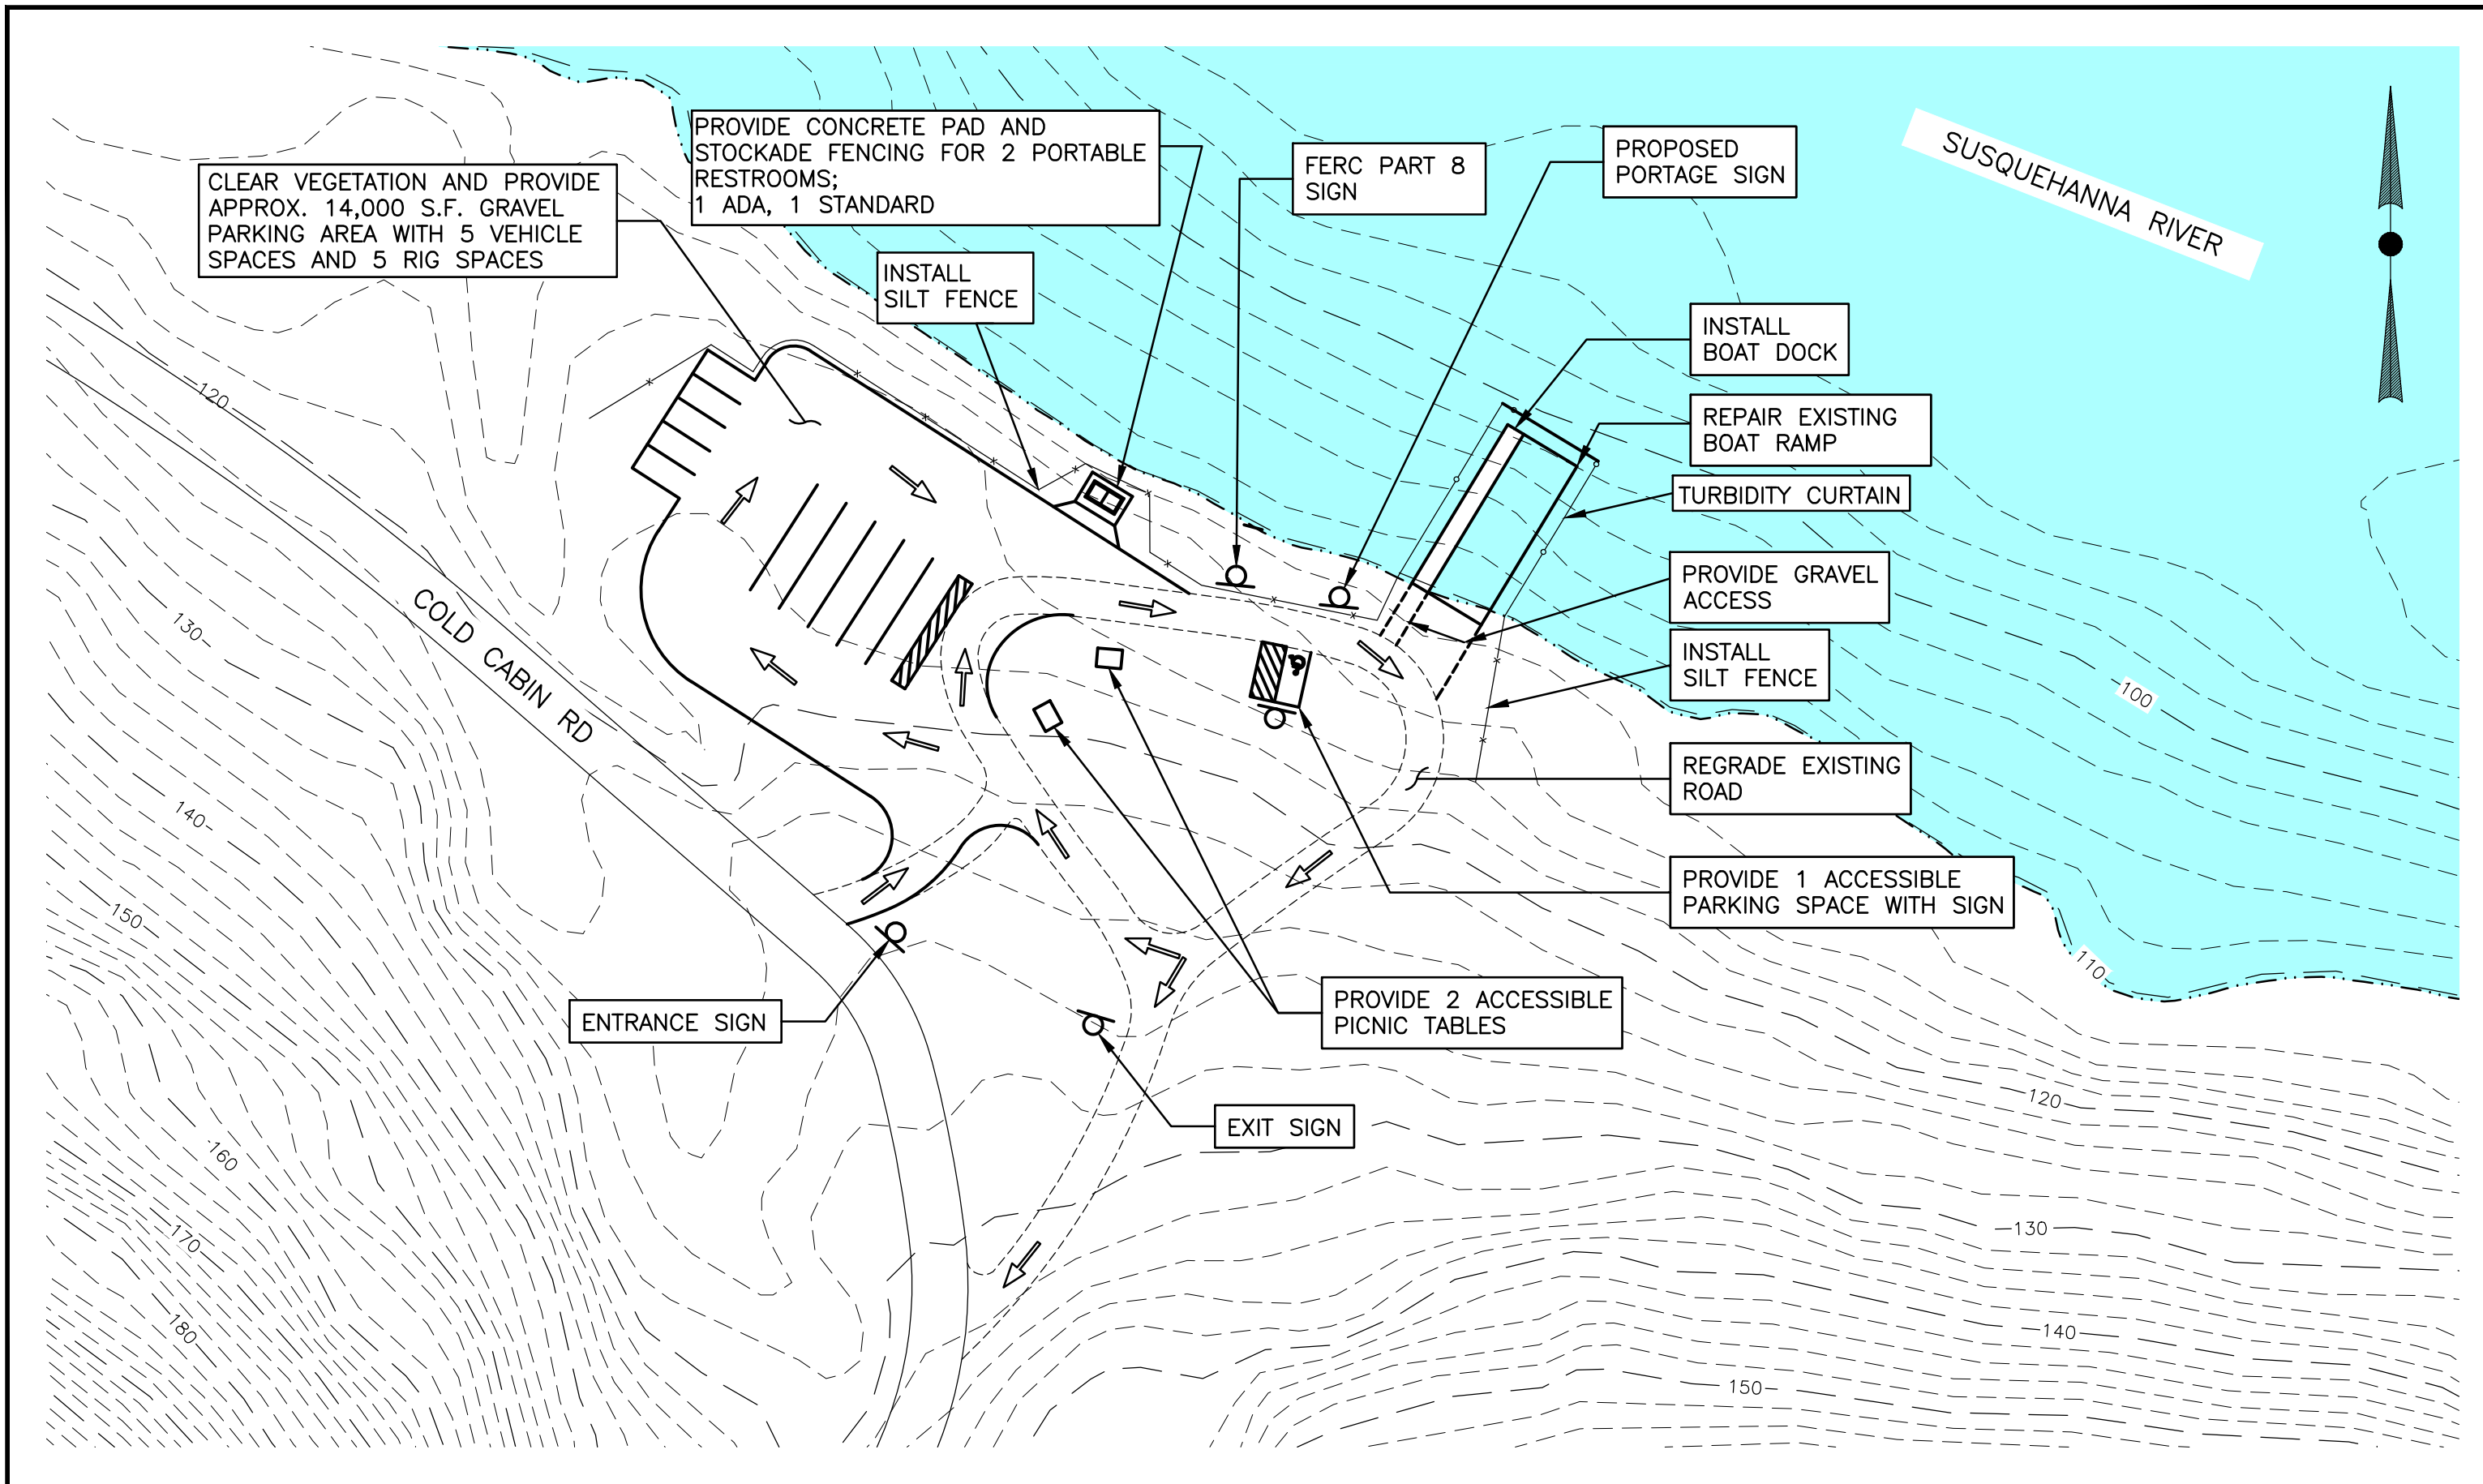 PROVIDE CONCRETE PAD AND
STOCKADE FENCING FOR 2 PORTABLE
RESTROOMS;
1 ADA, 1 STANDARD
CLEAR VEGETATION AND PROVIDE
APPROX. 14,000 S.F. GRAVEL
PARKING AREA WITH 5 VEHICLE
SPACES AND 5 RIG SPACES
INSTALL
SILT FENCE
FERC PART 8
SIGN
PROPOSED
PORTAGE SIGN
SUSQUEHANNA RIVER
INSTALL
BOAT DOCK
REPAIR EXISTING
BOAT RAMP
TURBIDITY CURTAIN
PROVIDE GRAVEL
ACCESS
INSTALL
SILT FENCE
REGRADE EXISTING
ROAD
PROVIDE 1 ACCESSIBLE
PARKING SPACE WITH SIGN
PROVIDE 2 ACCESSIBLE
PICNIC TABLES
EXIT SIGN
ENTRANCE SIGN
COLD CABIN RD
120
130
140
150
160
170
180
100
110
120
130
140
150